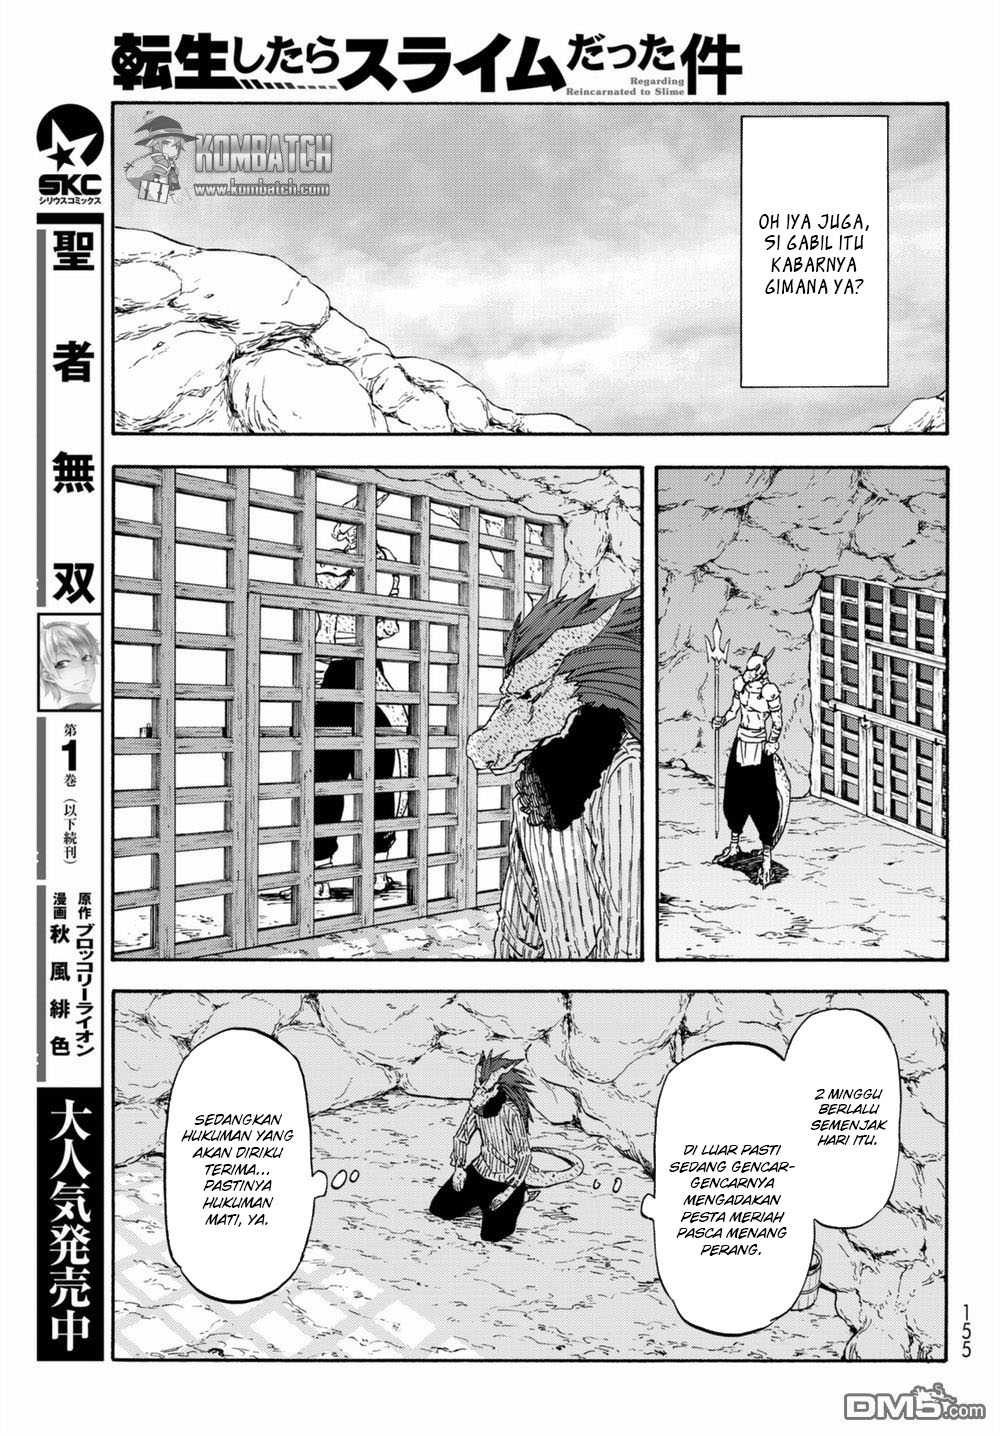 転生したらスライムだった件
Regarding
Reincarnated to Slime
KOMBATCH
www.kombatch.com
OH IYA JUGA,
SI GABIL ITU
KABARNYA
GIMANA YA?
2 MINGGU
BERLALU
SEMENJAK
HARI ITU.
DI LUAR PASTI
SEDANG GENCAR-
GENCARNYA
MENGADAKAN
PESTA MERIAH
PASCA MENANG
PERANG.
SEDANGKAN
HUKUMAN YANG
AKAN DIRIKU
TERIMA...
PASTINYA
HUKUMAN
MATI, YA.
SKC
シリウスコミックス
聖者無双
第1巻(以下続刊)
原作 ブロッコリーライオン
漫画 秋風緋色
大人気発売中
155
DM5.com